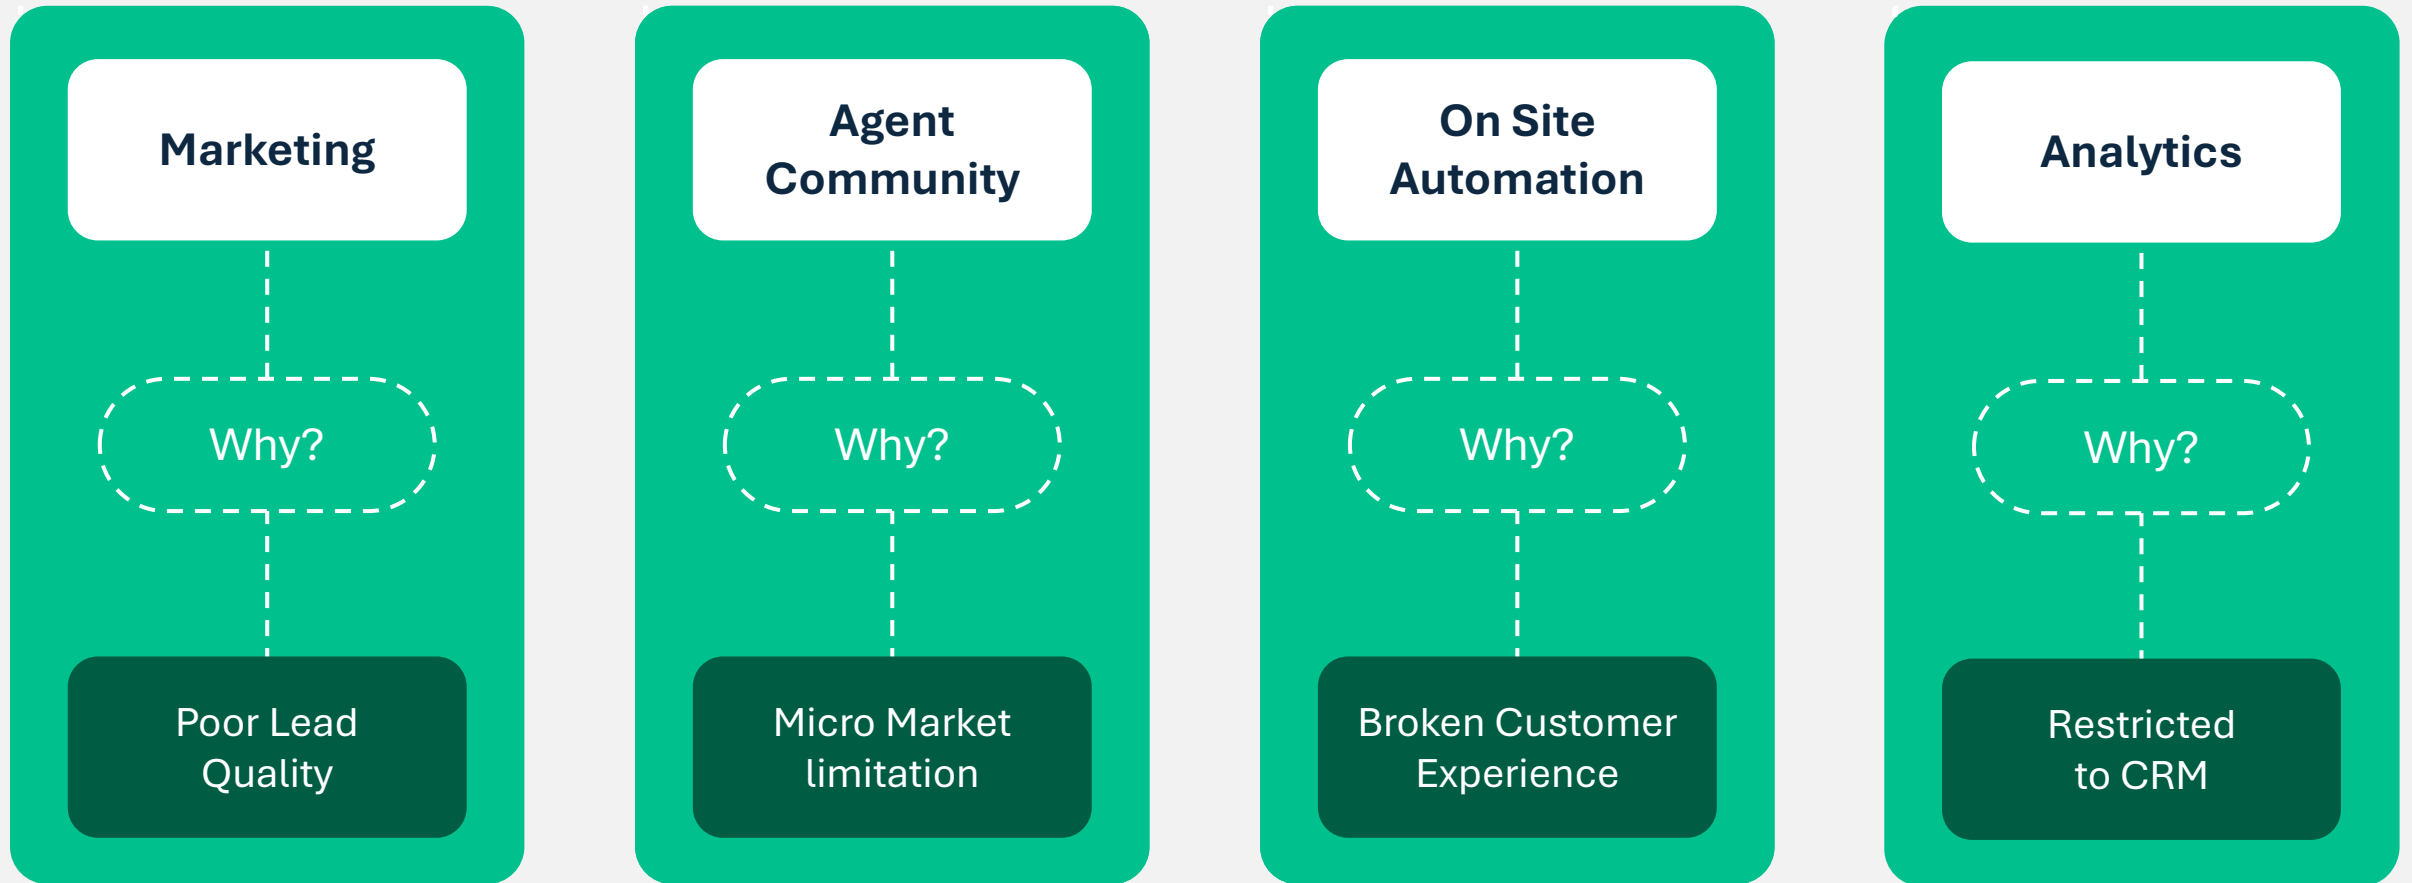 Marketing
Why?
Poor Lead
Quality
Agent
Community
Why?
Micro Market
limitation
On Site
Automation
Why?
Broken Customer
Experience
Analytics
Why?
Restricted
to CRM